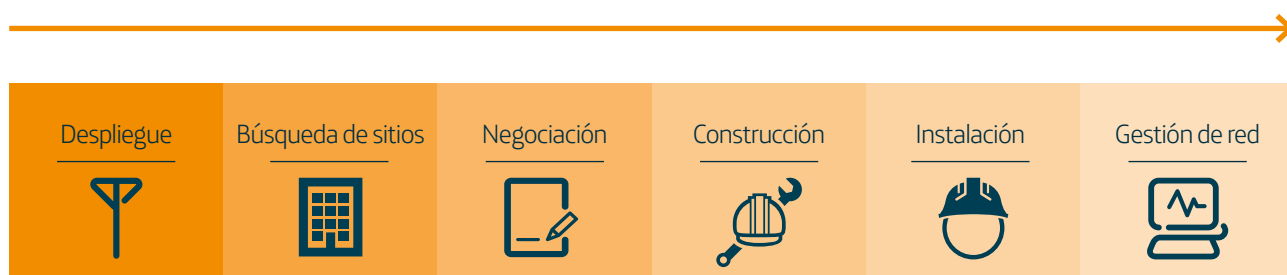 Despliegue
Búsqueda de sitios
Negociación
Construcción
Instalación
Gestión de red